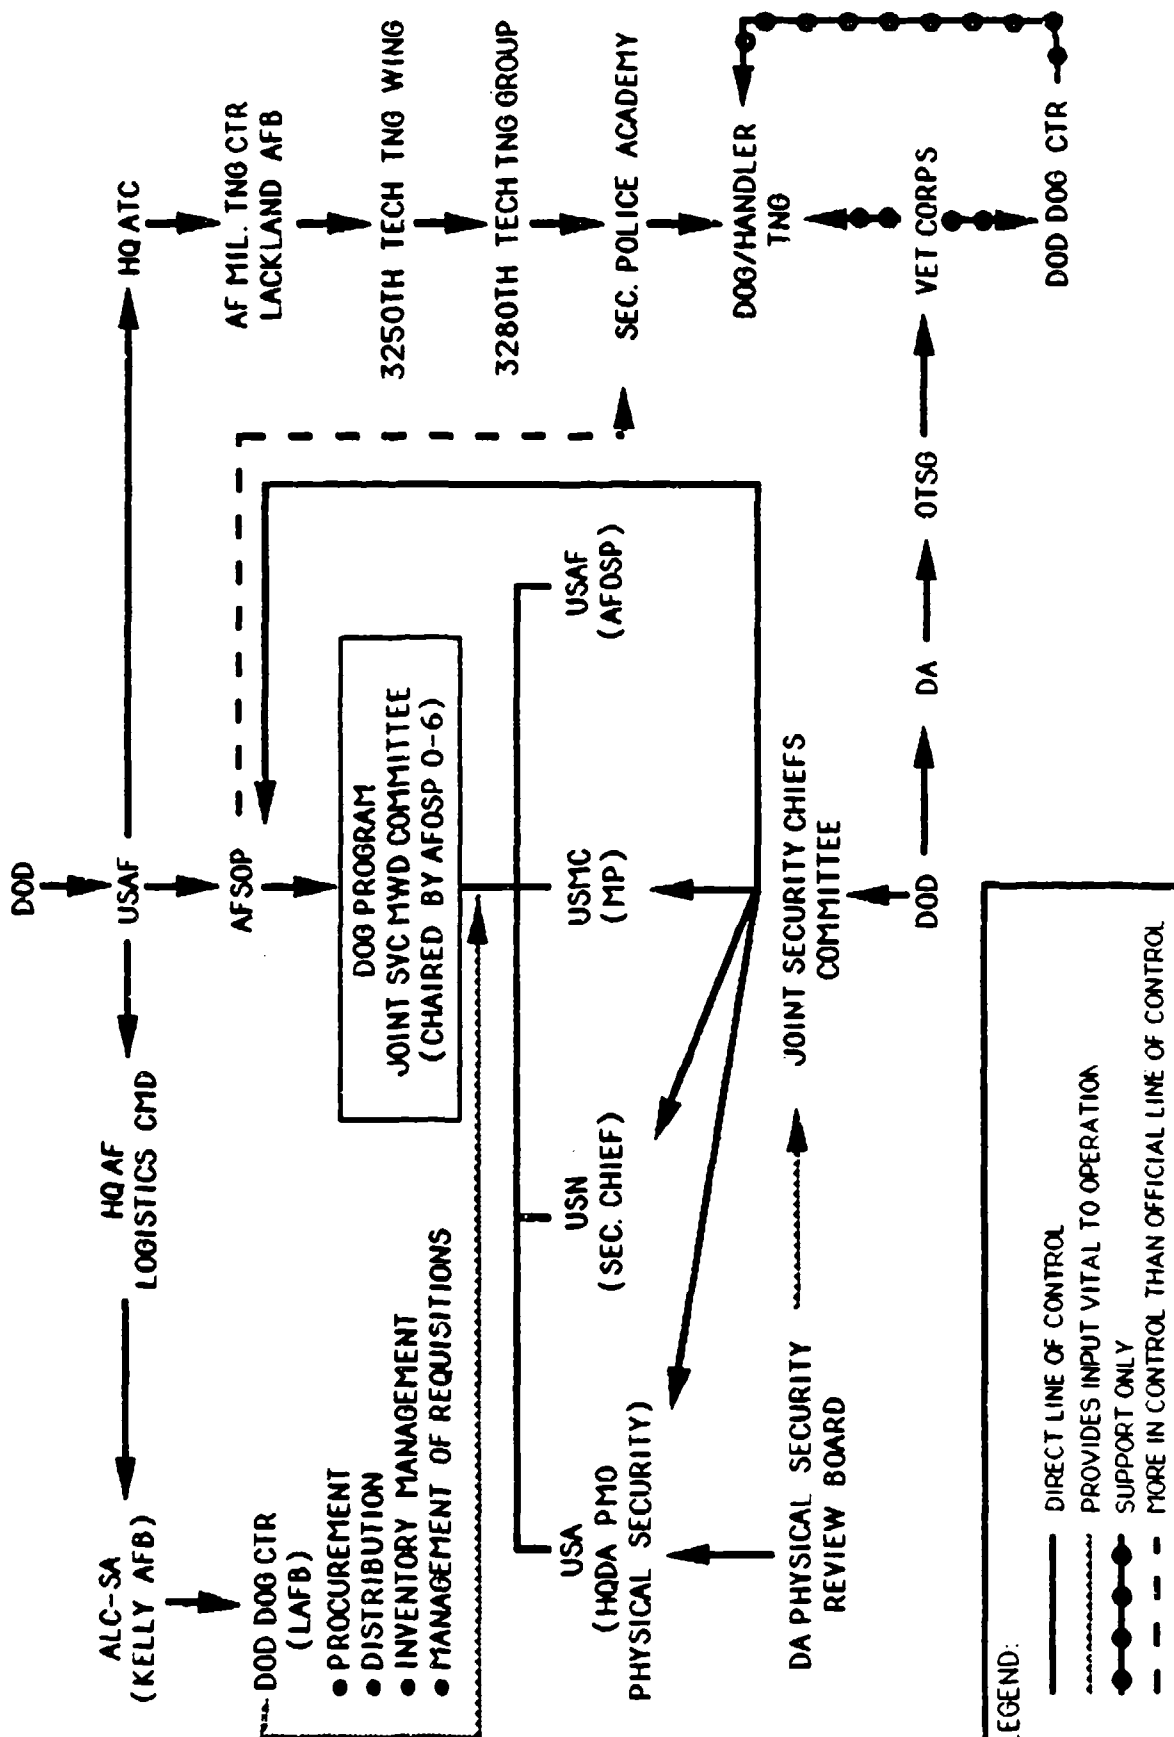 DOD
USAF
HQ ATC
HQ AF
LOGISTICS CMD
ALC-SA
(KELLY AFB)
DOD DOG CTR
(LAFB)
● PROCUREMENT
● DISTRIBUTION
● INVENTORY MANAGEMENT
● MANAGEMENT OF REQUISITIONS
AFSOP
AF MIL. TNG CTR
LACKLAND AFB
3250TH TECH TNG WING
3280TH TECH TNG GROUP
SEC. POLICE ACADEMY
DOG/HANDLER
TNG
VET CORPS
DOD DOG CTR
DOG PROGRAM
JOINT SVC MWD COMMITTEE
(CHAIRED BY AFOSP 0-6)
USA
(HQDA PMO
PHYSICAL SECURITY)
USN
(SEC. CHIEF)
USMC
(MP)
USAF
(AFOSP)
DA PHYSICAL SECURITY
REVIEW BOARD
JOINT SECURITY CHIEFS
COMMITTEE
DOD
DA
OTSG
EGEND:
DIRECT LINE OF CONTROL
PROVIDES INPUT VITAL TO OPERATION
SUPPORT ONLY
MORE IN CONTROL THAN OFFICIAL LINE OF CONTROL